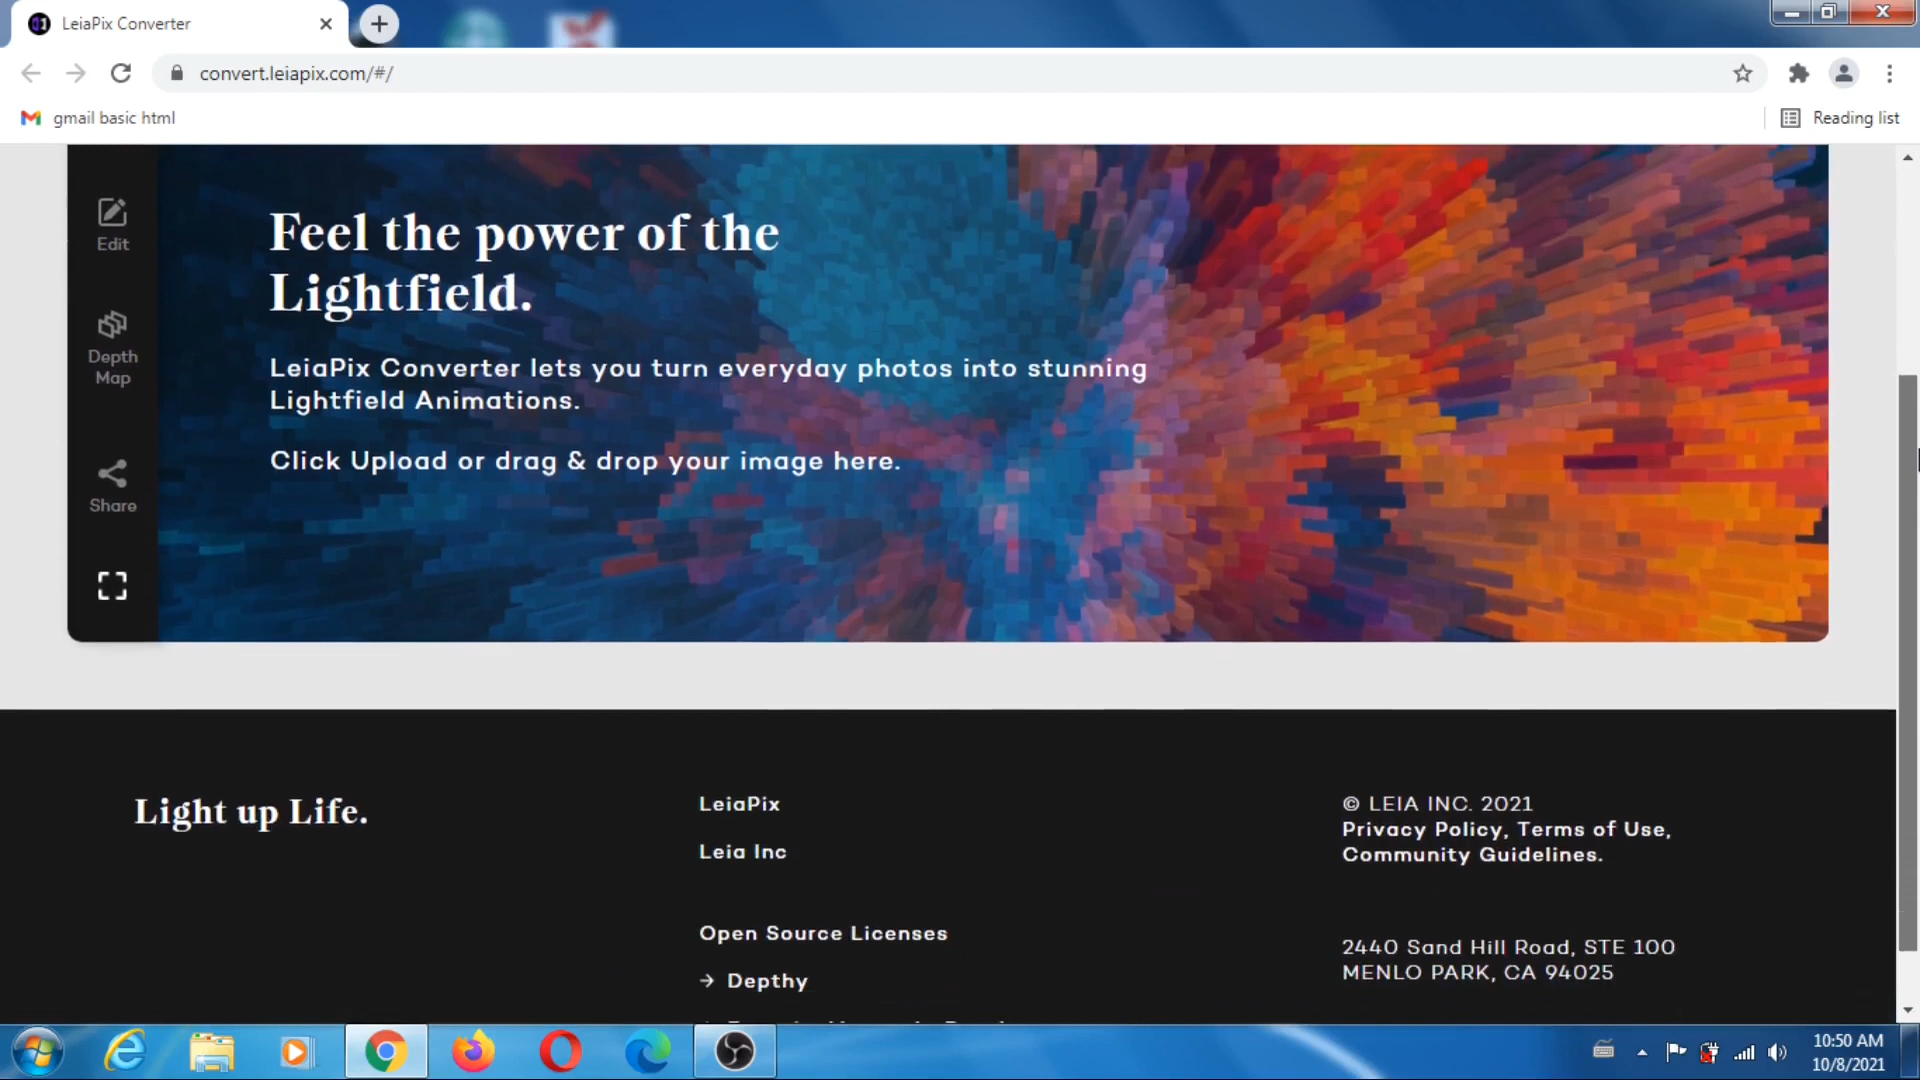 LeiaPix Converter
convert.leiapix.com/#/
gmail basic html
Reading list
Edit
Depth
Map
Share
Feel the power of the
Lightfield.
LeiaPix Converter lets you turn everyday photos into stunning
Lightfield Animations.
Click Upload or drag & drop your image here.
Light up Life.
LeiaPix
Leia Inc
Open Source Licenses
→ Depthy
© LEIA INC. 2021
Privacy Policy, Terms of Use,
Community Guidelines.
2440 Sand Hill Road, STE 100
MENLO PARK, CA 94025
10:50 AM
10/8/2021